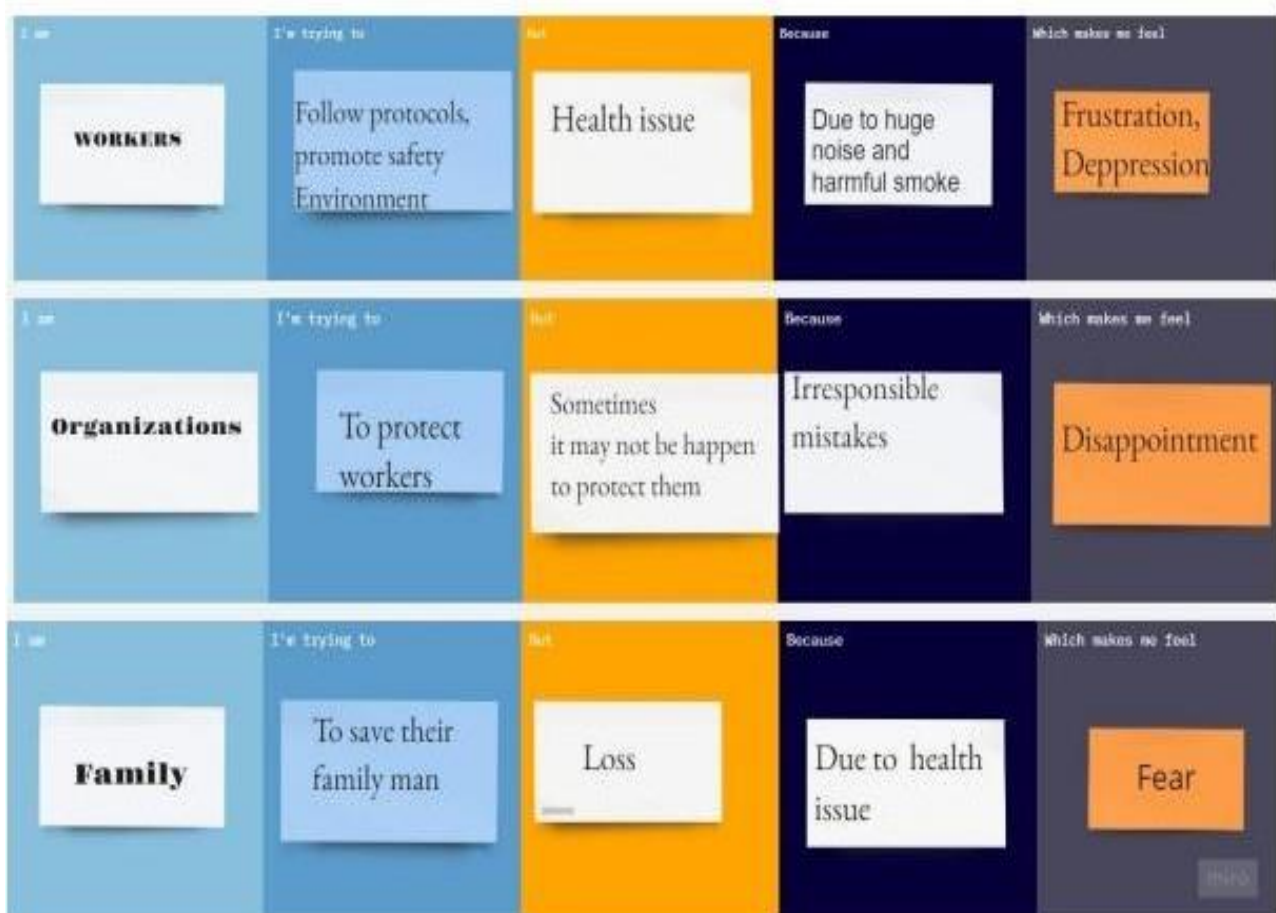 I am
I'm trying to
But
Because
Which makes me feel
WORKERS
Follow protocols,
promote safety
Environment
Health issue
Due to huge
noise and
harmful smoke
Frustration,
Deppression
I am
I'm trying to
But
Because
Which makes me feel
Organizations
To protect
workers
Sometimes
it may not be happen
to protect them
Irresponsible
mistakes
Disappointment
I am
I'm trying to
But
Because
Which makes me feel
Family
To save their
family man
Loss
Due to health
issue
Fear
miro